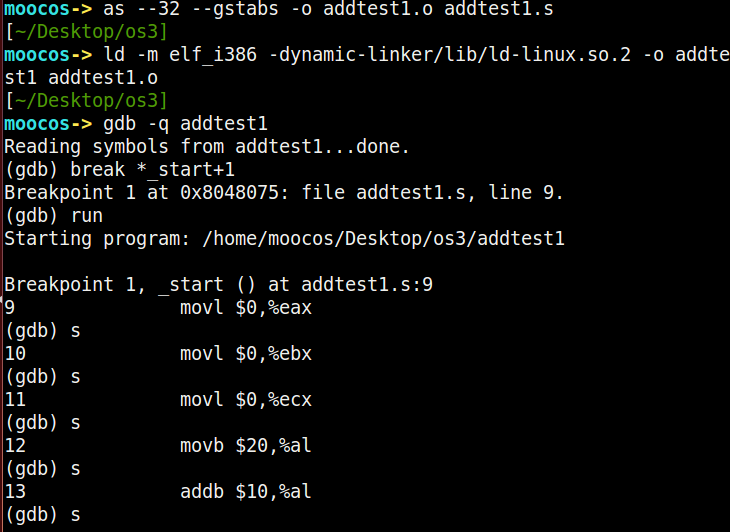 moocos-> as --32 --gstabs -o addtest1.o addtest1.s
[~/Desktop/os3]
moocos-> ld -m elf_i386 -dynamic-linker/lib/ld-linux.so.2 -o addte
st1 addtest1.o
[~/Desktop/os3]
moocos-> gdb -q addtest1
Reading symbols from addtest1...done.
(gdb) break *_start+1
Breakpoint 1 at 0x8048075: file addtest1.s, line 9.
(gdb) run
Starting program: /home/moocos/Desktop/os3/addtest1

Breakpoint 1, _start () at addtest1.s:9
9               movl $0,%eax
(gdb) s
10              movl $0,%ebx
(gdb) s
11              movl $0,%ecx
(gdb) s
12              movb $20,%al
(gdb) s
13              addb $10,%al
(gdb) s